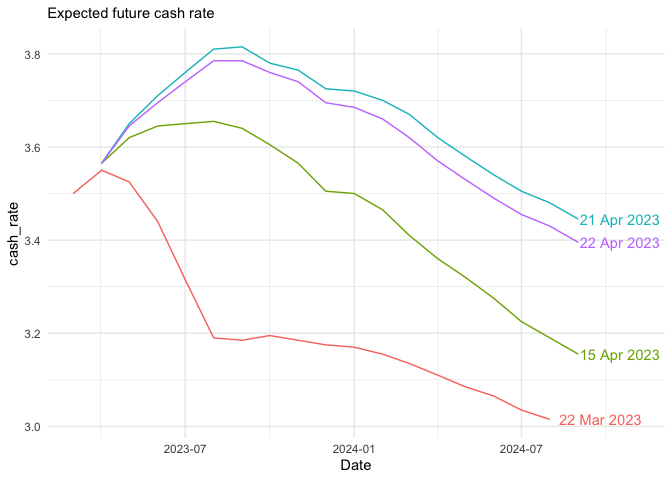 Expected future cash rate
3.8
3.6
3.4
3.2
3.0
cash_rate
21 Apr 2023
22 Apr 2023
15 Apr 2023
22 Mar 2023
2023-07
2024-01
2024-07
Date